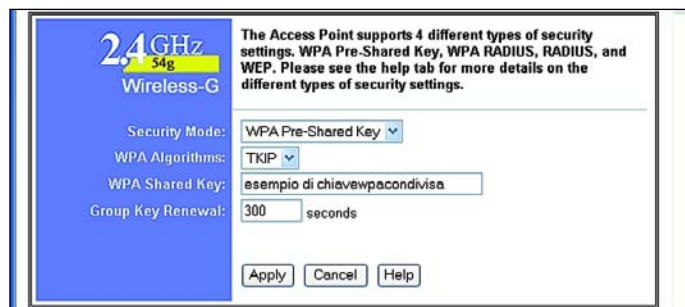 2.4GHz
54g
Wireless-G
The Access Point supports 4 different types of security
settings. WPA Pre-Shared Key, WPA RADIUS, RADIUS, and
WEP. Please see the help tab for more details on the
different types of security settings.
Security Mode: WPA Pre-Shared Key
WPA Algorithms: TKIP
WPA Shared Key: esempio di chiavewpacondivisa
Group Key Renewal: 300 seconds
Apply Cancel Help